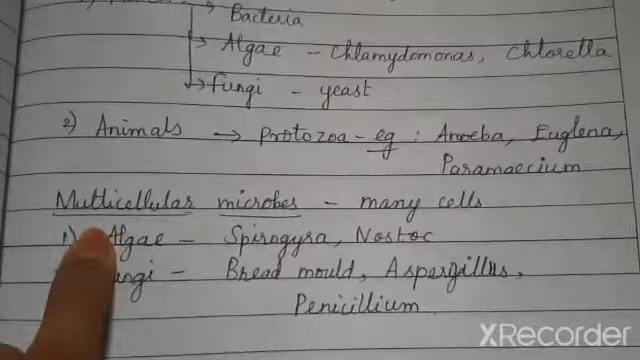 → Bacteria
→ Algae - Chlamydomonas, Chlorella
→ Fungi - yeast
2) Animals → Protozoa - eg : Amoeba, Euglena,
Paramaecium
Multicellular microbes - many cells
1) Algae - Spirogyra, Nostoc
Bread mould, Aspergillus,
Penicillium
XRecorder